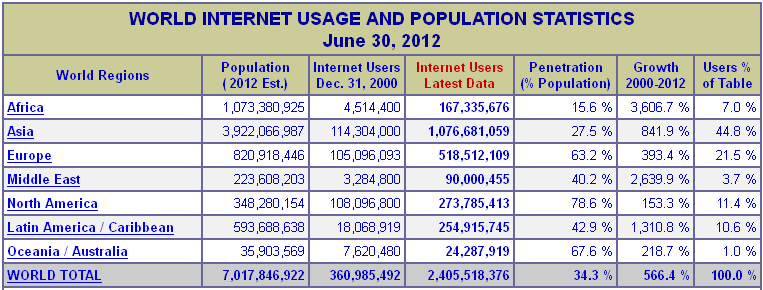 WORLD INTERNET USAGE AND POPULATION STATISTICS
June 30, 2012
World Regions Population ( 2012 Est.) Internet Users Dec. 31, 2000 Internet Users Latest Data Penetration (% Population) Growth 2000-2012 Users % of Table
Africa 1,073,380,925 4,514,400 167,335,676 15.6 % 3,606.7 % 7.0 %
Asia 3,922,066,987 114,304,000 1,076,681,059 27.5 % 841.9 % 44.8 %
Europe 820,918,446 105,096,093 518,512,109 63.2 % 393.4 % 21.5 %
Middle East 223,608,203 3,284,800 90,000,455 40.2 % 2,639.9 % 3.7 %
North America 348,280,154 108,096,800 273,785,413 78.6 % 153.3 % 11.4 %
Latin America / Caribbean 593,688,638 18,068,919 254,915,745 42.9 % 1,310.8 % 10.6 %
Oceania / Australia 35,903,569 7,620,480 24,287,919 67.6 % 218.7 % 1.0 %
WORLD TOTAL 7,017,846,922 360,985,492 2,405,518,376 34.3 % 566.4 % 100.0 %